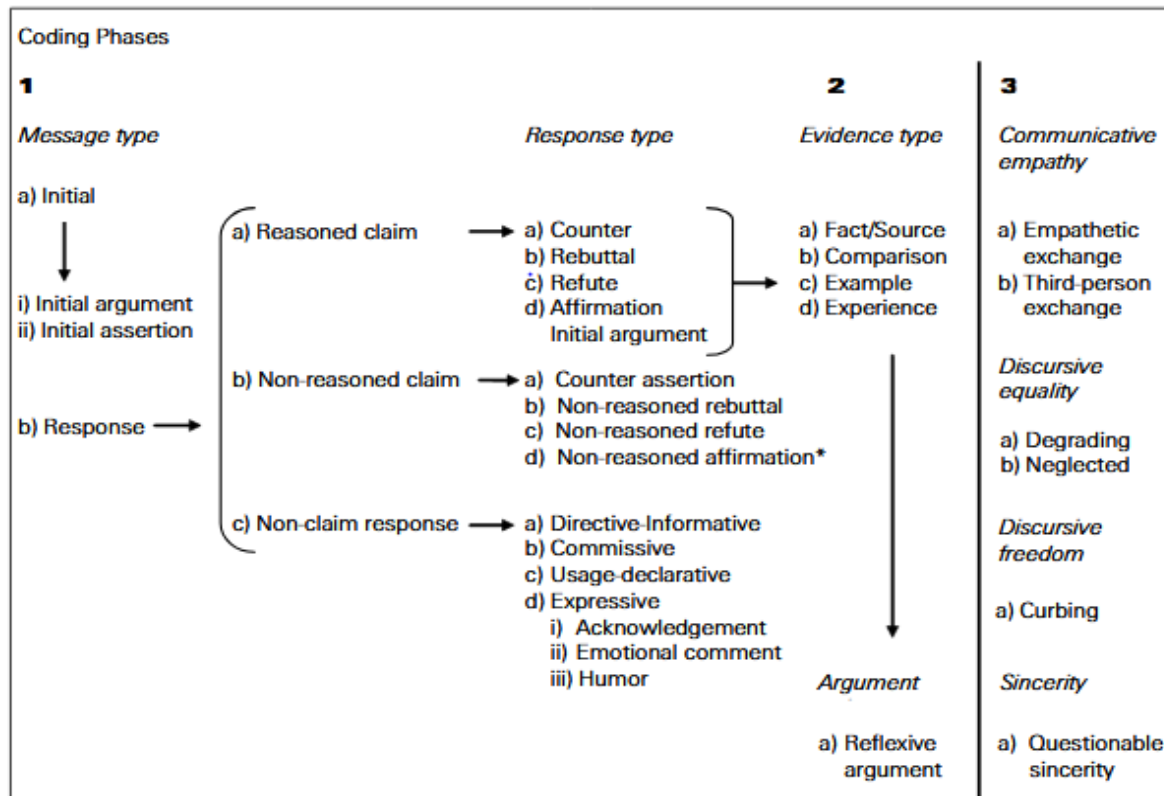 Coding Phases
1
Message type
a) Initial
i) Initial argument
ii) Initial assertion
b) Response
a) Reasoned claim
b) Non-reasoned claim
c) Non-claim response
Response type
a) Counter
b) Rebuttal
c) Refute
d) Affirmation
Initial argument
a) Counter assertion
b) Non-reasoned rebuttal
c) Non-reasoned refute
d) Non-reasoned affirmation*
a) Directive-Informative
b) Commissive
c) Usage-declarative
d) Expressive
i) Acknowledgement
ii) Emotional comment
iii) Humor
2
Evidence type
a) Fact/Source
b) Comparison
c) Example
d) Experience
Argument
a) Reflexive
argument
3
Communicative
empathy
a) Empathetic
exchange
b) Third-person
exchange
Discursive
equality
a) Degrading
b) Neglected
Discursive
freedom
a) Curbing
Sincerity
a) Questionable
sincerity